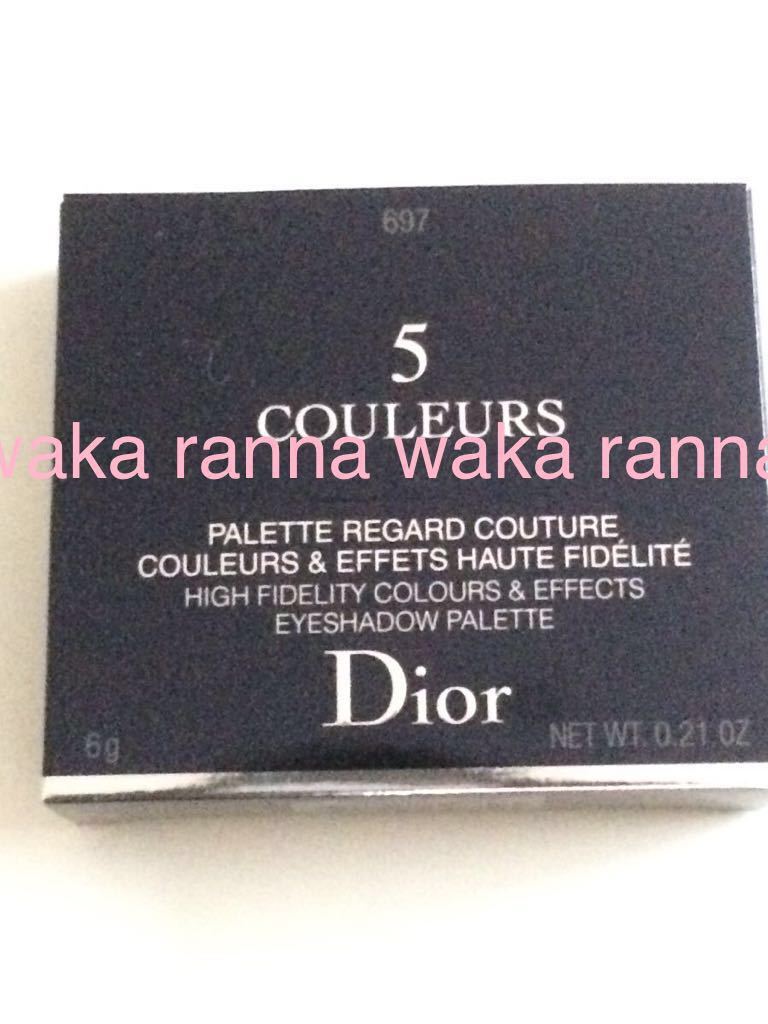 697
5
COULEURS
waka ranna waka ranna
PALETTE REGARD COUTURE
COULEURS & EFFETS HAUTE FIDÉLITÉ
HIGH FIDELITY COLOURS & EFFECTS
EYESHADOW PALETTE
Dior
6g NET WT. 0.21 OZ